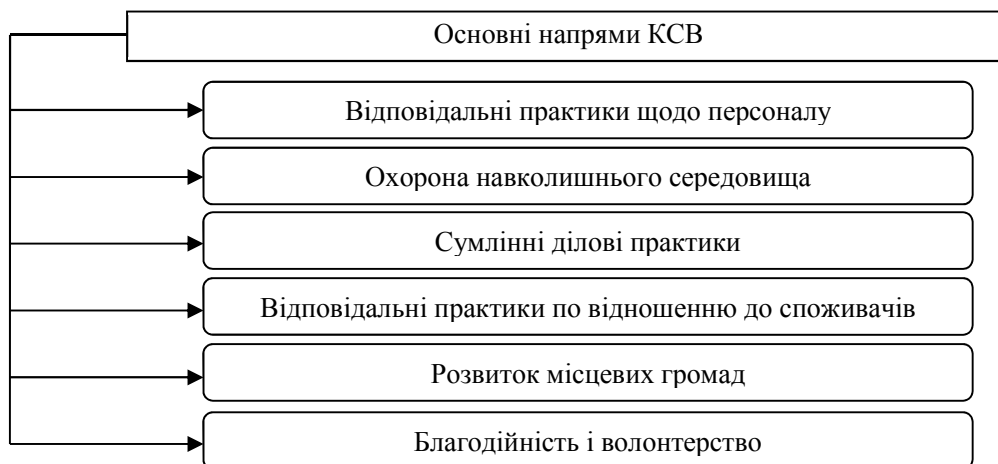 Основні напрями КСВ
Відповідальні практики щодо персоналу
Охорона навколишнього середовища
Сумлінні ділові практики
Відповідальні практики по відношенню до споживачів
Розвиток місцевих громад
Благодійність і волонтерство